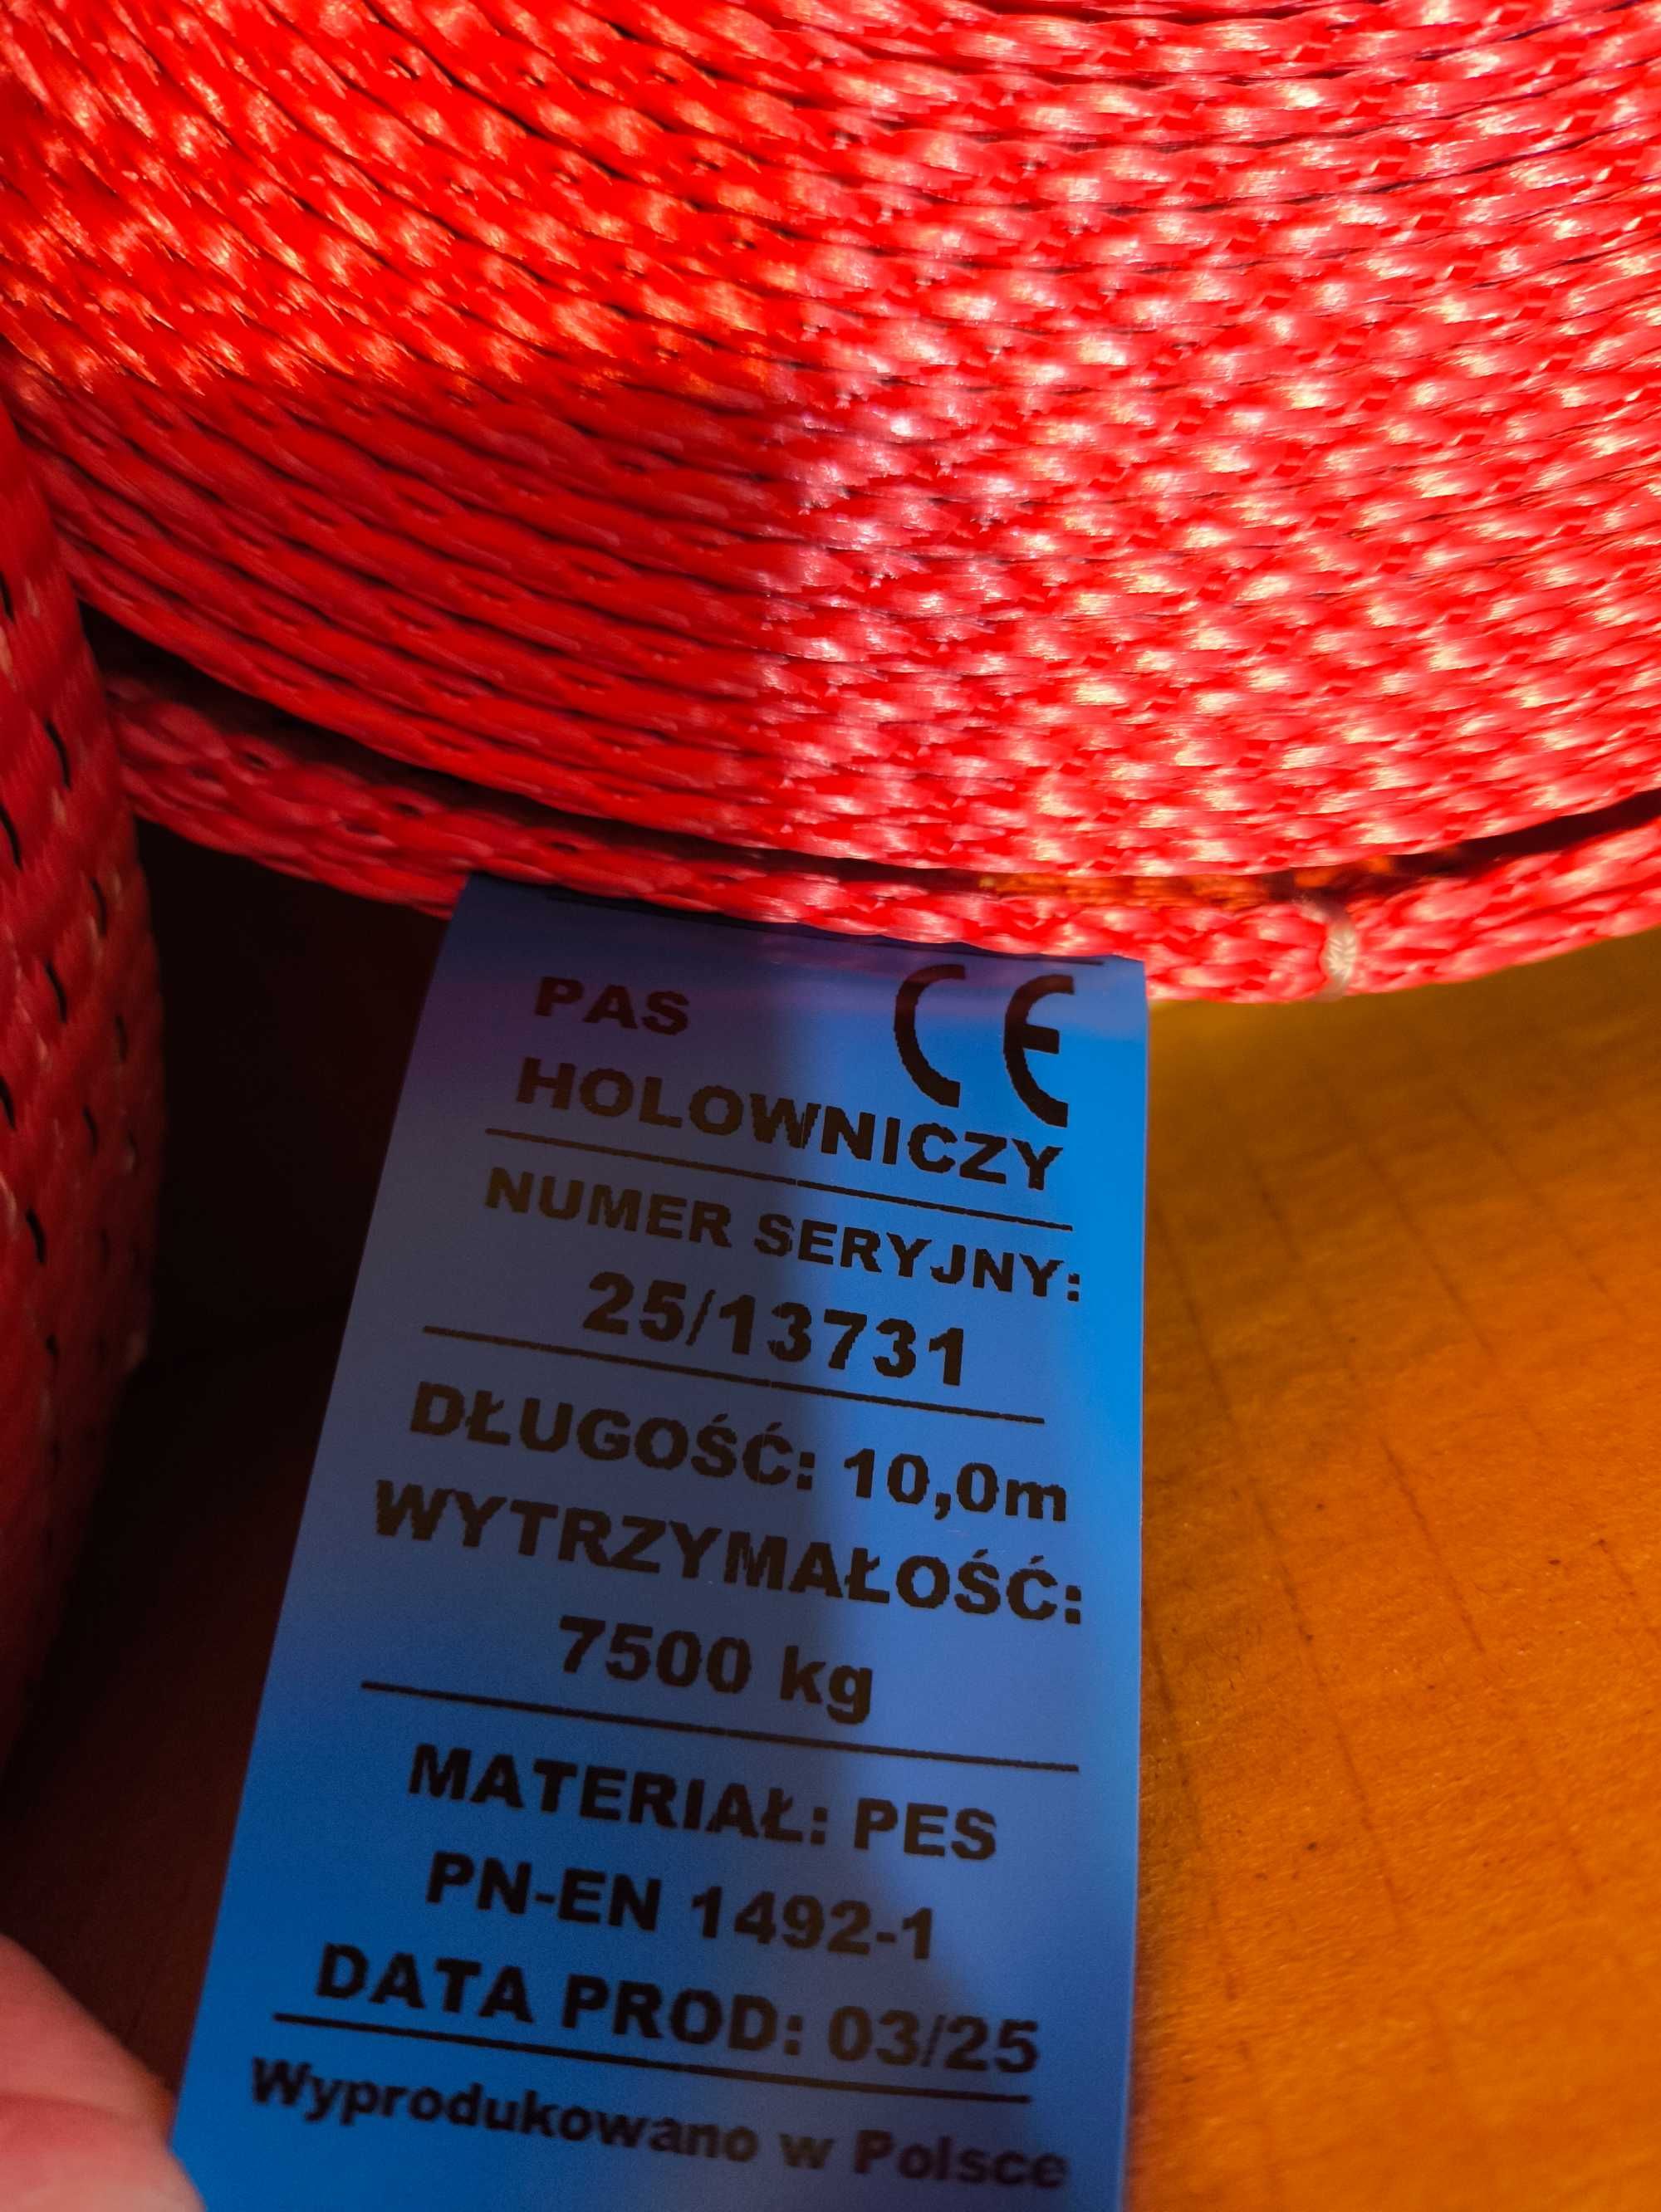 PAS CE
HOLOWNICZY
NUMER SERYJNY:
25/13731
DŁUGOŚĆ: 10,0m
WYTRZYMAŁOŚĆ:
7500 kg
MATERIAŁ: PES
PN-EN 1492-1
DATA PROD: 03/25
Wyprodukowano w Polsce